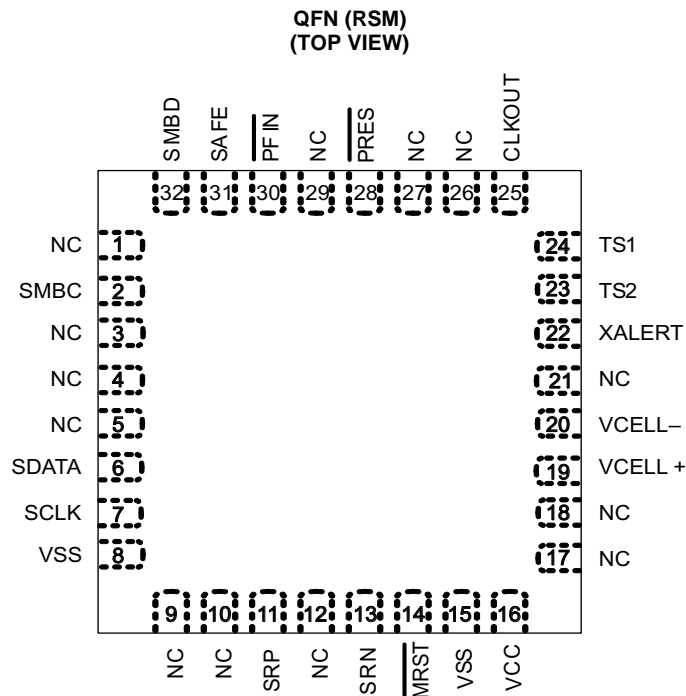 QFN (RSM)
(TOP VIEW)
SMBD
SAFE
PFIN
NC
PRES
NC
NC
CLKOUT
32 31 30 29 28 27 26 25
NC 1
SMBC 2
NC 3
NC 4
NC 5
SDATA 6
SCLK 7
VSS 8
24 TS1
23 TS2
22 XALERT
21 NC
20 VCELL–
19 VCELL +
18 NC
17 NC
9 10 11 12 13 14 15 16
NC
NC
SRP
NC
SRN
MRST
VSS
VCC